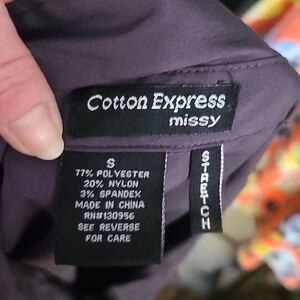 Cotton Express
missy
S
77% POLYESTER
20% NYLON
3% SPANDEX
MADE IN CHINA
RN#130956
SEE REVERSE
FOR CARE
STRETCH